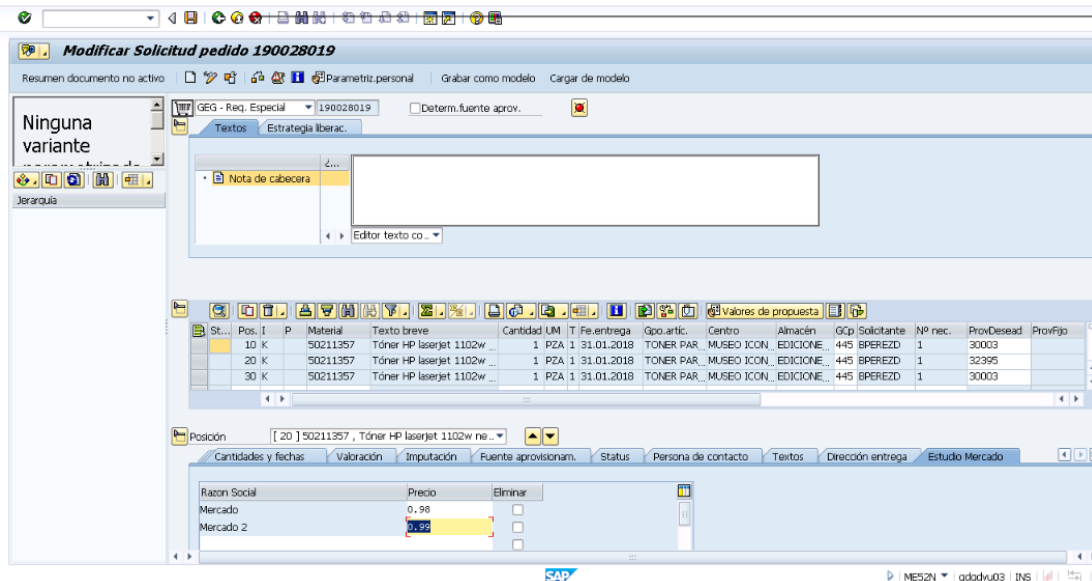 Modificar Solicitud pedido 190028019
Resumen documento no activo Parametriz.personal Grabar como modelo Cargar de modelo
Ninguna
variante
GEG - Req. Especial 190028019 Determ.fuente aprov.
Textos Estrategia liberac.
¿...
Nota de cabecera
Jerarquía
Editor texto co...
Valores de propuesta
St... Pos. I P Material Texto breve Cantidad UM T Fe.entrega Gpo.artíc. Centro Almacén GCp Solicitante Nº nec. ProvDesead ProvFijo
10 K 50211357 Tóner HP laserjet 1102w ... 1 PZA 1 31.01.2018 TONER PAR... MUSEO ICON... EDICIONE... 445 BPEREZD 1 30003
20 K 50211357 Tóner HP laserjet 1102w ... 1 PZA 1 31.01.2018 TONER PAR... MUSEO ICON... EDICIONE... 445 BPEREZD 1 32395
30 K 50211357 Tóner HP laserjet 1102w ... 1 PZA 1 31.01.2018 TONER PAR... MUSEO ICON... EDICIONE... 445 BPEREZD 1 30003
Posición [ 20 ] 50211357 , Tóner HP laserjet 1102w ne...
Cantidades y fechas Valoración Imputación Fuente aprovisionam. Status Persona de contacto Textos Dirección entrega Estudio Mercado
Razon Social Precio Eliminar
Mercado 0.98
Mercado 2 0.99
SAP ME52N qdqdvu03 INS